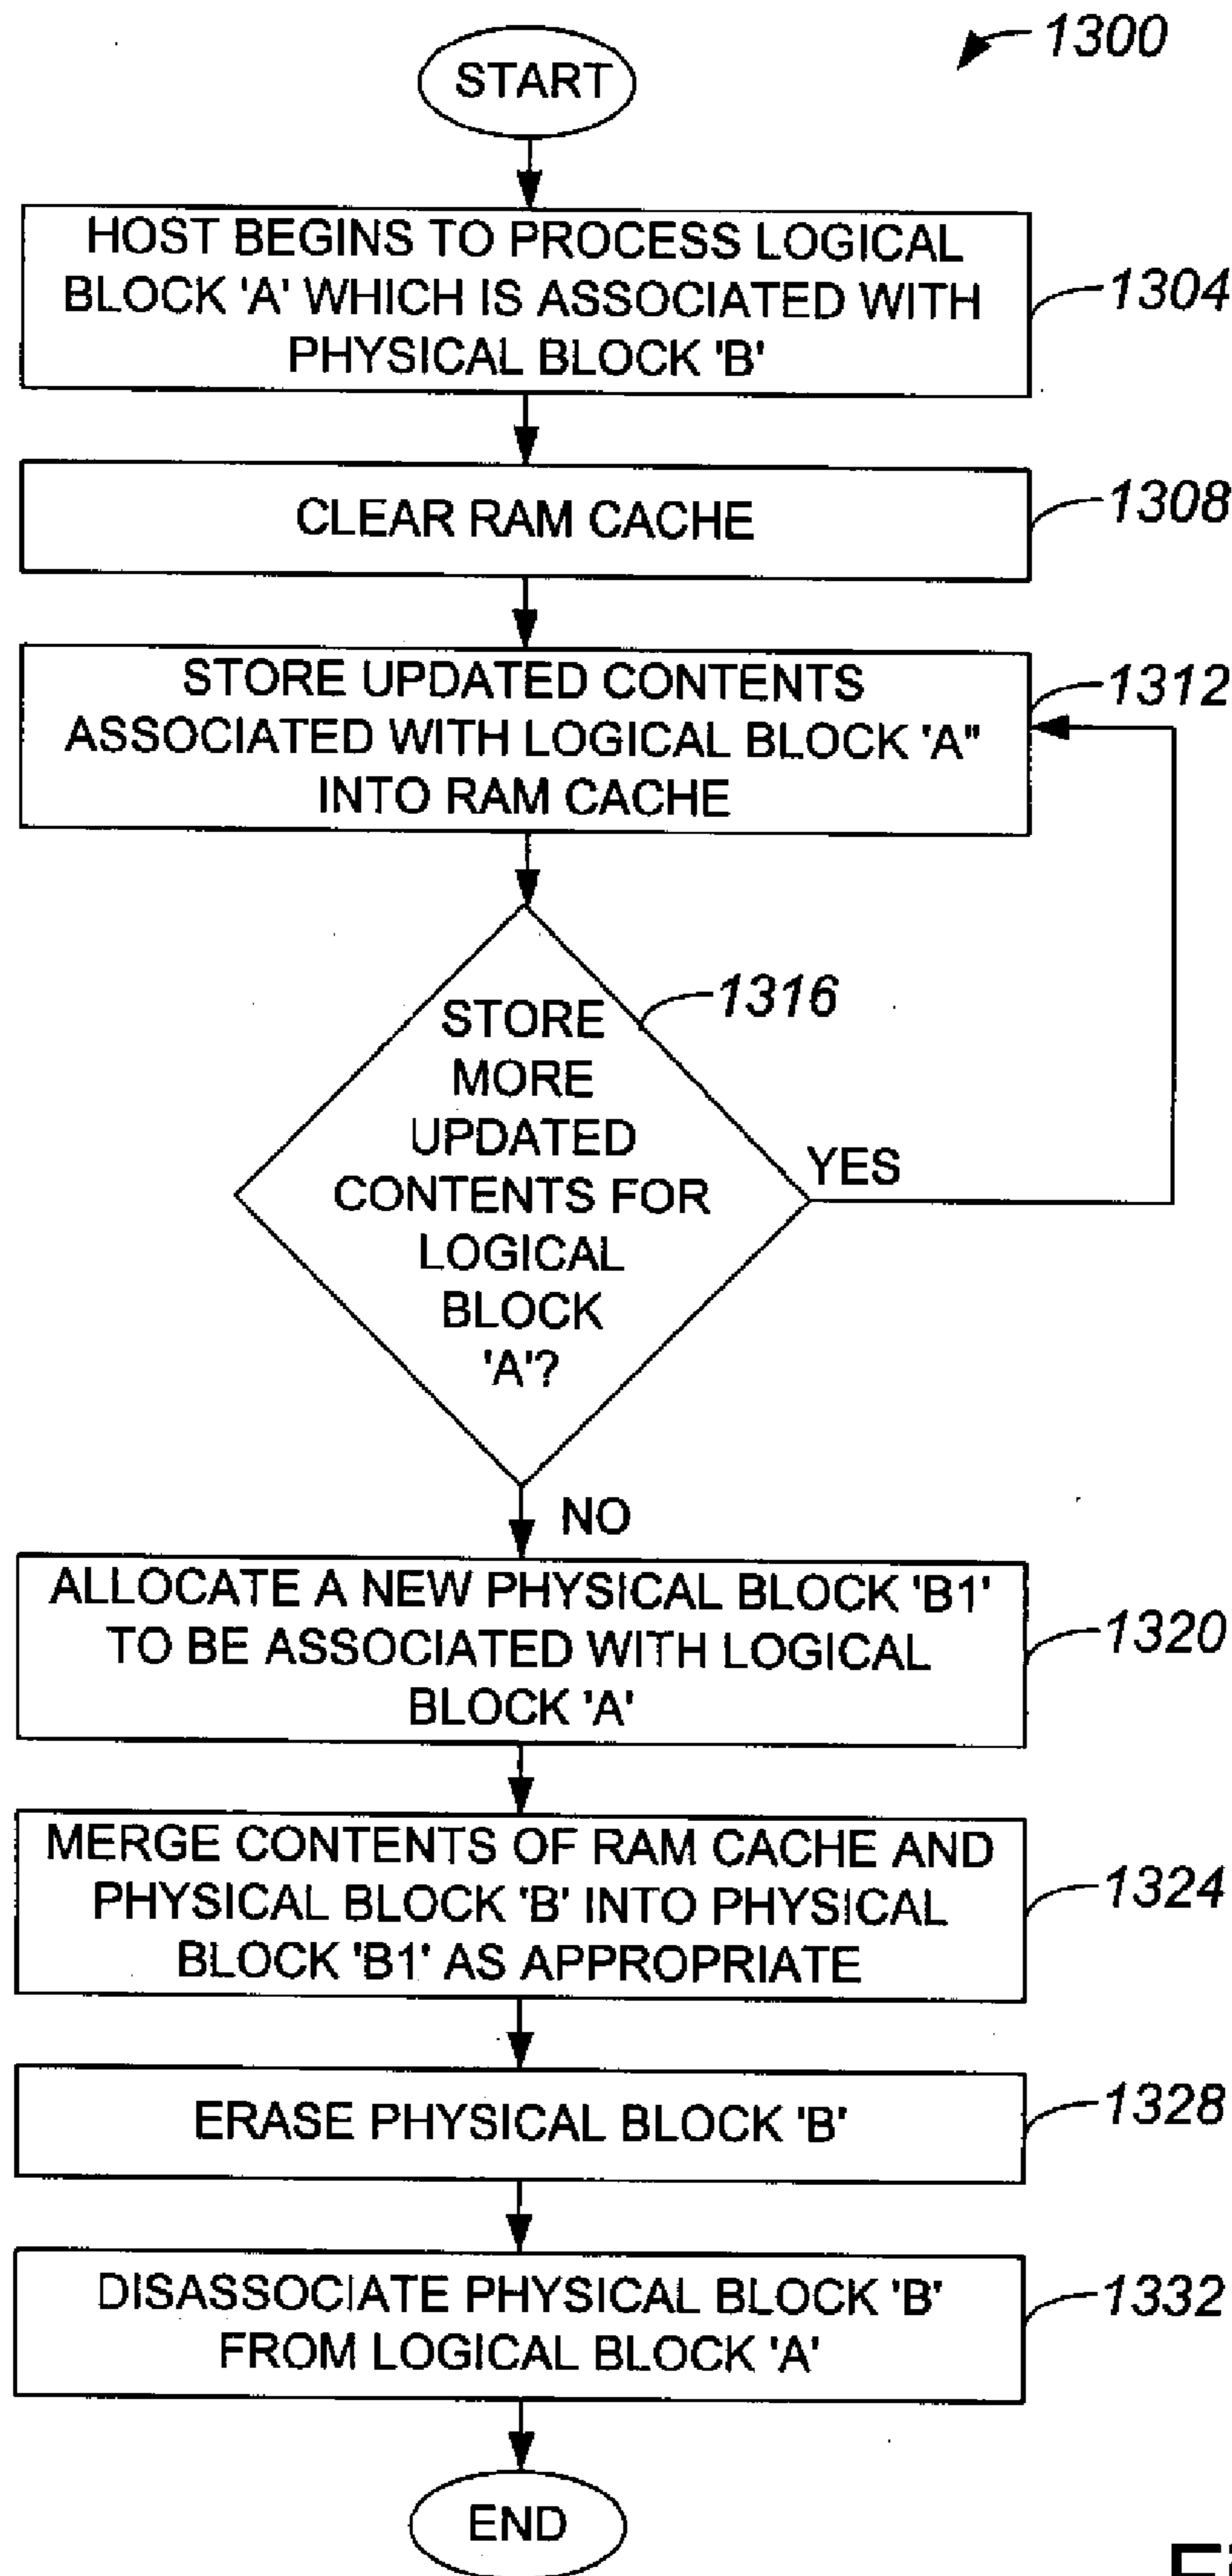 1300
START
HOST BEGINS TO PROCESS LOGICAL
BLOCK 'A' WHICH IS ASSOCIATED WITH
PHYSICAL BLOCK 'B'
1304
CLEAR RAM CACHE
1308
STORE UPDATED CONTENTS
ASSOCIATED WITH LOGICAL BLOCK 'A"
INTO RAM CACHE
1312
STORE
MORE
UPDATED
CONTENTS FOR
LOGICAL
BLOCK
'A'?
1316
YES
NO
ALLOCATE A NEW PHYSICAL BLOCK 'B1'
TO BE ASSOCIATED WITH LOGICAL
BLOCK 'A'
1320
MERGE CONTENTS OF RAM CACHE AND
PHYSICAL BLOCK 'B' INTO PHYSICAL
BLOCK 'B1' AS APPROPRIATE
1324
ERASE PHYSICAL BLOCK 'B'
1328
DISASSOCIATE PHYSICAL BLOCK 'B'
FROM LOGICAL BLOCK 'A'
1332
END